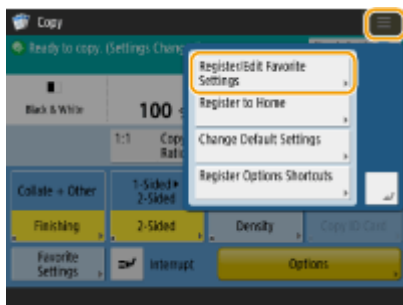 Copy
Ready to copy. (Settings Chang
Register/Edit Favorite
Settings
Black & White
100
Register to Home
1:1 Copy
Ratio
Change Default Settings
Register Options Shortcuts
Collate + Other
1-Sided▶
2-Sided
Finishing
2-Sided
Density
Copy ID Card
Favorite
Settings
Interrupt
Options